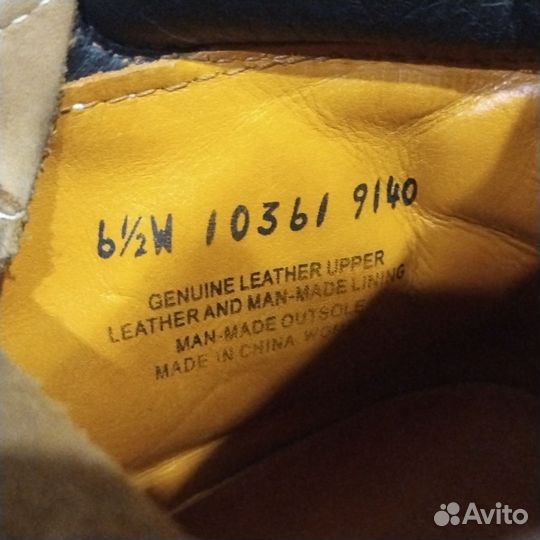 6½W 10361 9140
GENUINE LEATHER UPPER
LEATHER AND MAN-MADE LINING
MAN-MADE OUTSOLE
MADE IN CHINA
Avito